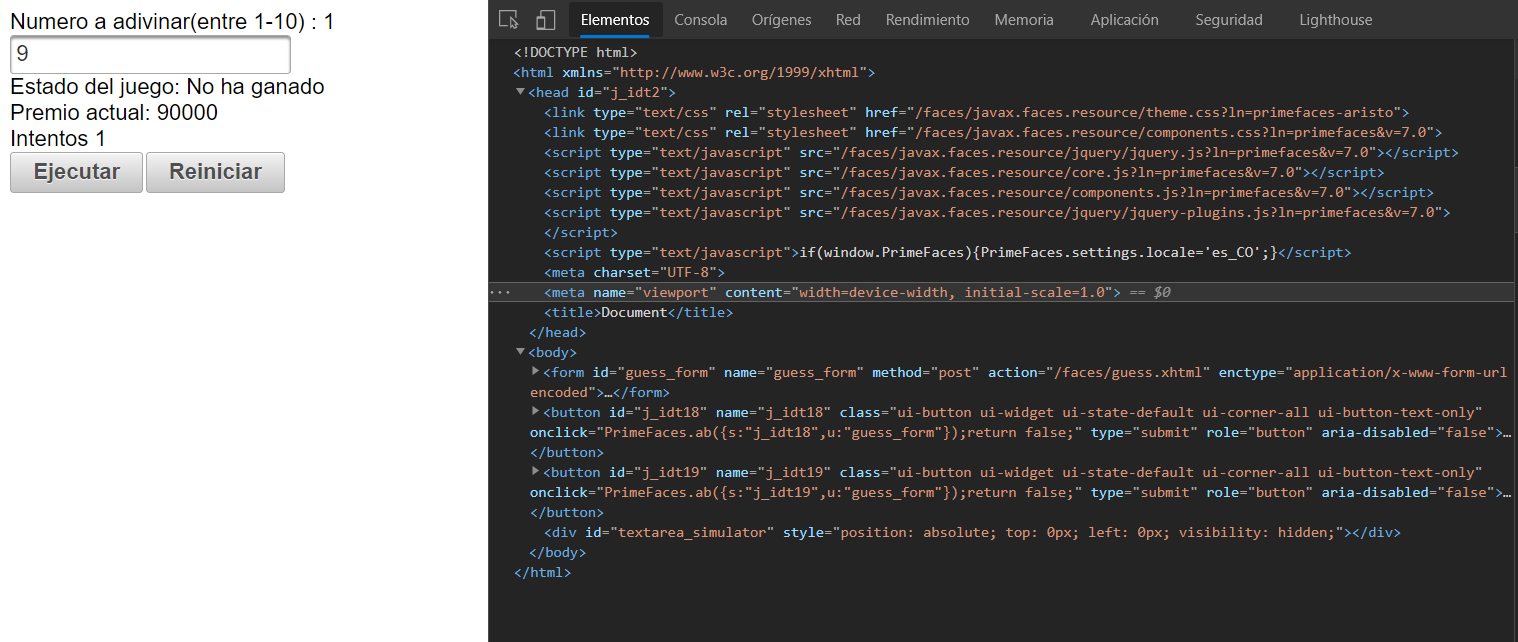 Numero a adivinar(entre 1-10) : 1
9
Estado del juego: No ha ganado
Premio actual: 90000
Intentos 1
Ejecutar Reiniciar
Elementos Consola Orígenes Red Rendimiento Memoria Aplicación Seguridad Lighthouse
<!DOCTYPE html>
<html xmlns="http://www.w3c.org/1999/xhtml">
<head id="j_idt2">
<link type="text/css" rel="stylesheet" href="/faces/javax.faces.resource/theme.css?ln=primefaces-aristo">
<link type="text/css" rel="stylesheet" href="/faces/javax.faces.resource/components.css?ln=primefaces&v=7.0">
<script type="text/javascript" src="/faces/javax.faces.resource/jquery/jquery.js?ln=primefaces&v=7.0"></script>
<script type="text/javascript" src="/faces/javax.faces.resource/core.js?ln=primefaces&v=7.0"></script>
<script type="text/javascript" src="/faces/javax.faces.resource/components.js?ln=primefaces&v=7.0"></script>
<script type="text/javascript" src="/faces/javax.faces.resource/jquery/jquery-plugins.js?ln=primefaces&v=7.0">
</script>
<script type="text/javascript">if(window.PrimeFaces){PrimeFaces.settings.locale='es_CO';}</script>
<meta charset="UTF-8">
<meta name="viewport" content="width=device-width, initial-scale=1.0"> == $0
<title>Document</title>
</head>
<body>
<form id="guess_form" name="guess_form" method="post" action="/faces/guess.xhtml" enctype="application/x-www-form-url
encoded">…</form>
<button id="j_idt18" name="j_idt18" class="ui-button ui-widget ui-state-default ui-corner-all ui-button-text-only"
onclick="PrimeFaces.ab({s:"j_idt18",u:"guess_form"});return false;" type="submit" role="button" aria-disabled="false">…
</button>
<button id="j_idt19" name="j_idt19" class="ui-button ui-widget ui-state-default ui-corner-all ui-button-text-only"
onclick="PrimeFaces.ab({s:"j_idt19",u:"guess_form"});return false;" type="submit" role="button" aria-disabled="false">…
</button>
<div id="textarea_simulator" style="position: absolute; top: 0px; left: 0px; visibility: hidden;"></div>
</body>
</html>